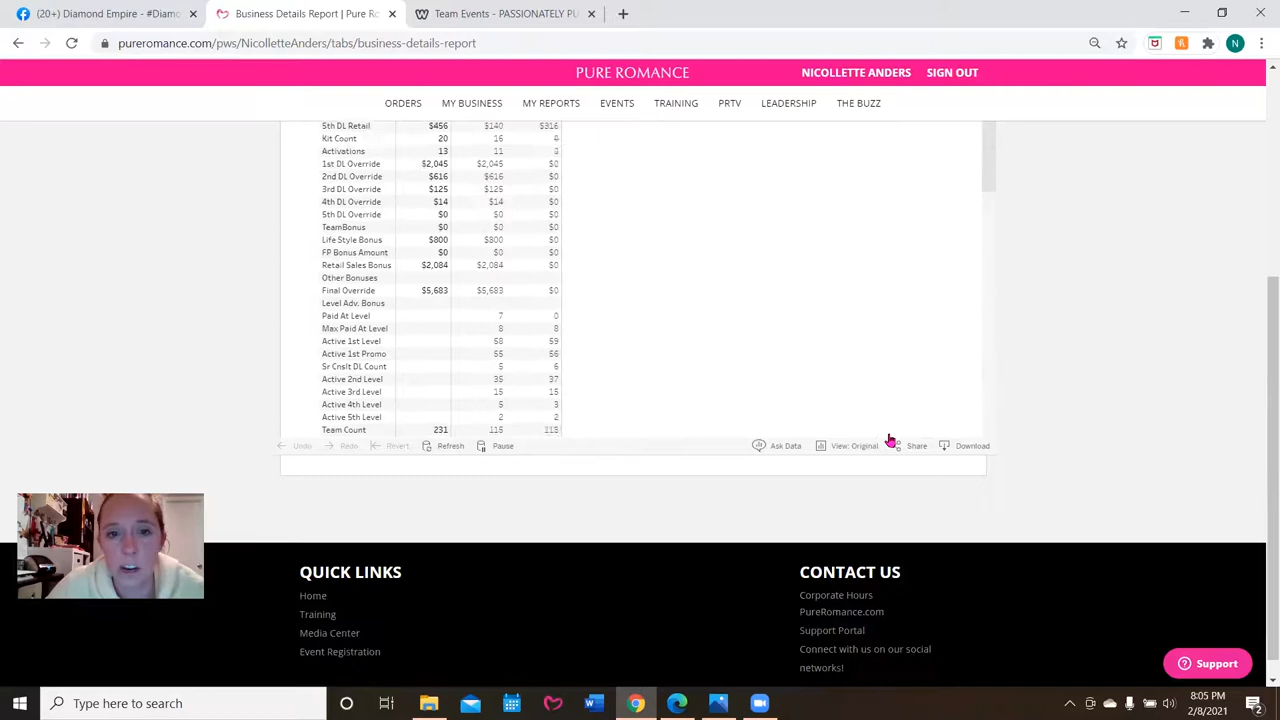 (20+) Diamond Empire - *Diamo
Business Details Report | Pure Ro
Team Events - PASSIONATELY PU
pureromance.com/pws/NicolletteAnders/tabs/business-details-report
N
PURE ROMANCE
NICOLLETTE ANDERS SIGN OUT
ORDERS MY BUSINESS MY REPORTS EVENTS TRAINING PRTV LEADERSHIP THE BUZZ
5th DL Retail $456 $140 $316
Kit Count 20 16
Activations 13 11
1st DL Override $2,045 $2,045 $0
2nd DL Override $616 $616 $0
3rd DL Override $125 $125 $0
4th DL Override $14 $14 $0
5th DL Override $0 $0 $0
TeamBonus $0 $0 $0
Life Style Bonus $800 $800 $0
FP Bonus Amount $0 $0 $0
Retail Sales Bonus $2,084 $2,084 $0
Other Bonuses
Final Override $5,683 $5,683 $0
Level Adv. Bonus
Paid At Level 7 0
Max Paid At Level 8 8
Active 1st Level 58 59
Active 1st Promo 55 56
Sr Cnslt DL Count 5 6
Active 2nd Level 35 37
Active 3rd Level 15 15
Active 4th Level 5 3
Active 5th Level 2 2
Team Count 231 115
Undo Redo Revert Refresh Pause Ask Data View: Original Share Download
QUICK LINKS
Home
Training
Media Center
Event Registration
CONTACT US
Corporate Hours
PureRomance.com
Support Portal
Connect with us on our social
networks!
Support
Type here to search
8:05 PM
2/8/2021